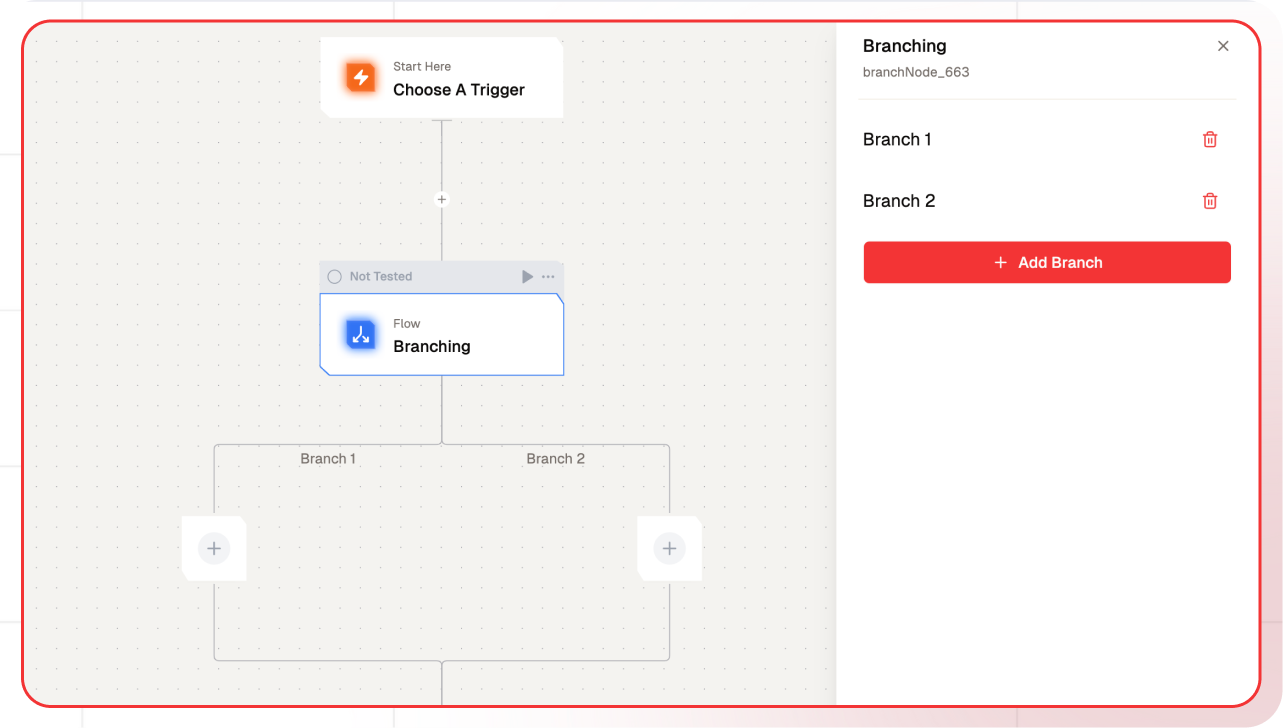 Start Here
Choose A Trigger
Not Tested
Flow
Branching
Branch 1
Branch 2
Branching
branchNode_663
Branch 1
Branch 2
Add Branch